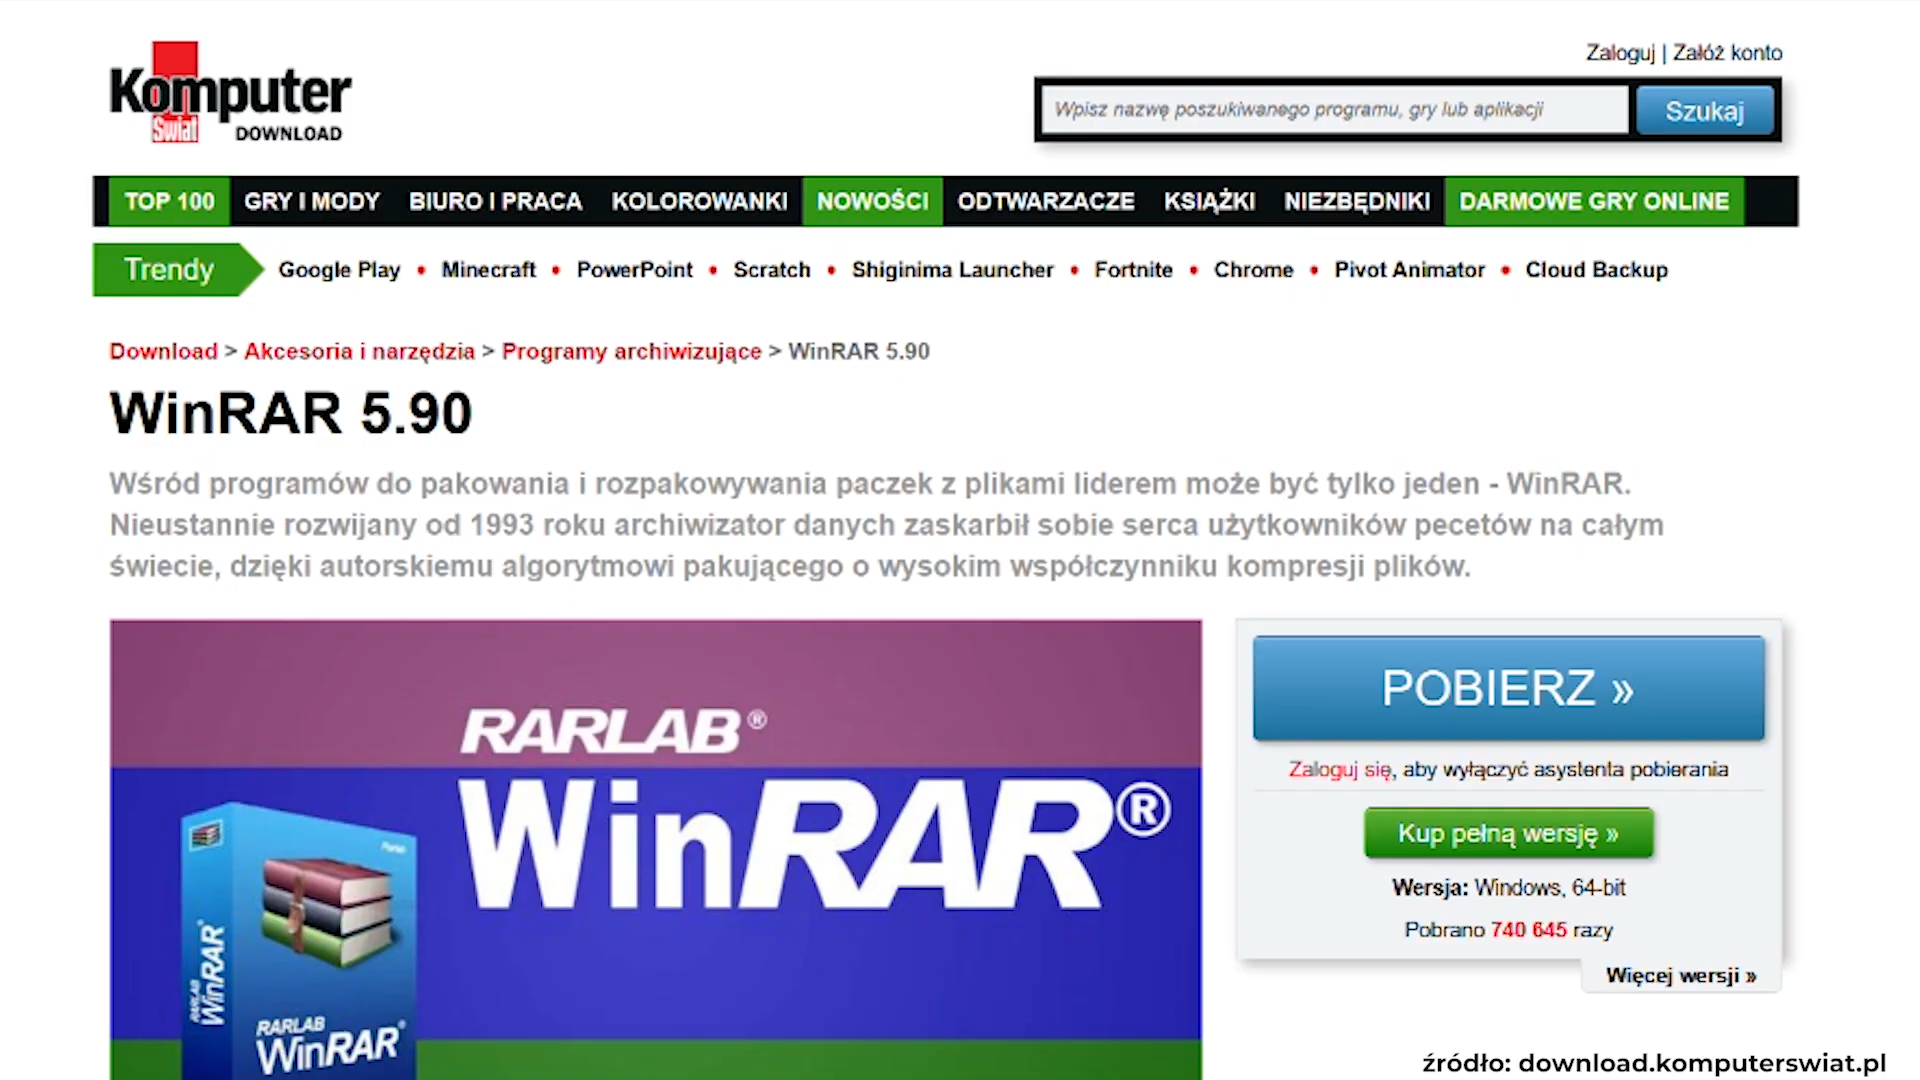 Komputer
Świat
DOWNLOAD
Zaloguj | Załóż konto
Wpisz nazwę poszukiwanego programu, gry lub aplikacji
Szukaj
TOP 100 GRY I MODY BIURO I PRACA KOLOROWANKI NOWOŚCI ODTWARZACZE KSIĄŻKI NIEZBĘDNIKI DARMOWE GRY ONLINE
Trendy Google Play • Minecraft • PowerPoint • Scratch • Shiginima Launcher • Fortnite • Chrome • Pivot Animator • Cloud Backup
Download > Akcesoria i narzędzia > Programy archiwizujące > WinRAR 5.90
WinRAR 5.90
Wśród programów do pakowania i rozpakowywania paczek z plikami liderem może być tylko jeden - WinRAR.
Nieustannie rozwijany od 1993 roku archiwizator danych zaskarbił sobie serca użytkowników pecetów na całym
świecie, dzięki autorskiemu algorytmowi pakującego o wysokim współczynniku kompresji plików.
RARLAB®
WinRAR®
RARLAB
WinRAR®
RARLAB
WinRAR®
POBIERZ »
Zaloguj się, aby wyłączyć asystenta pobierania
Kup pełną wersję »
Wersja: Windows, 64-bit
Pobrano 740 645 razy
Więcej wersji »
źródło: download.komputerswiat.pl